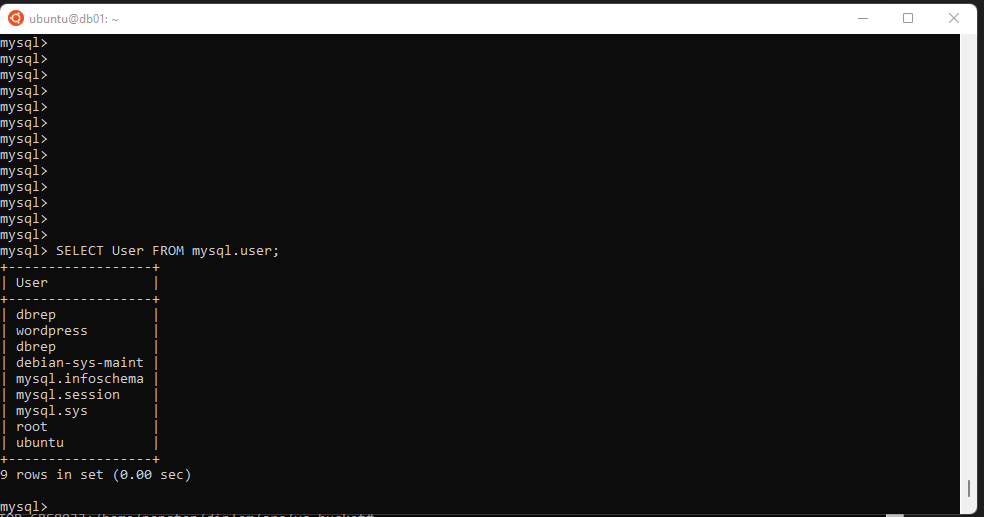 ubuntu@db01: ~
mysql>
mysql>
mysql>
mysql>
mysql>
mysql>
mysql>
mysql>
mysql>
mysql>
mysql>
mysql>
mysql>
mysql> SELECT User FROM mysql.user;
+------------------+
| User             |
+------------------+
| dbrep            |
| wordpress        |
| dbrep            |
| debian-sys-maint |
| mysql.infoschema |
| mysql.session    |
| mysql.sys        |
| root             |
| ubuntu           |
+------------------+
9 rows in set (0.00 sec)
mysql>